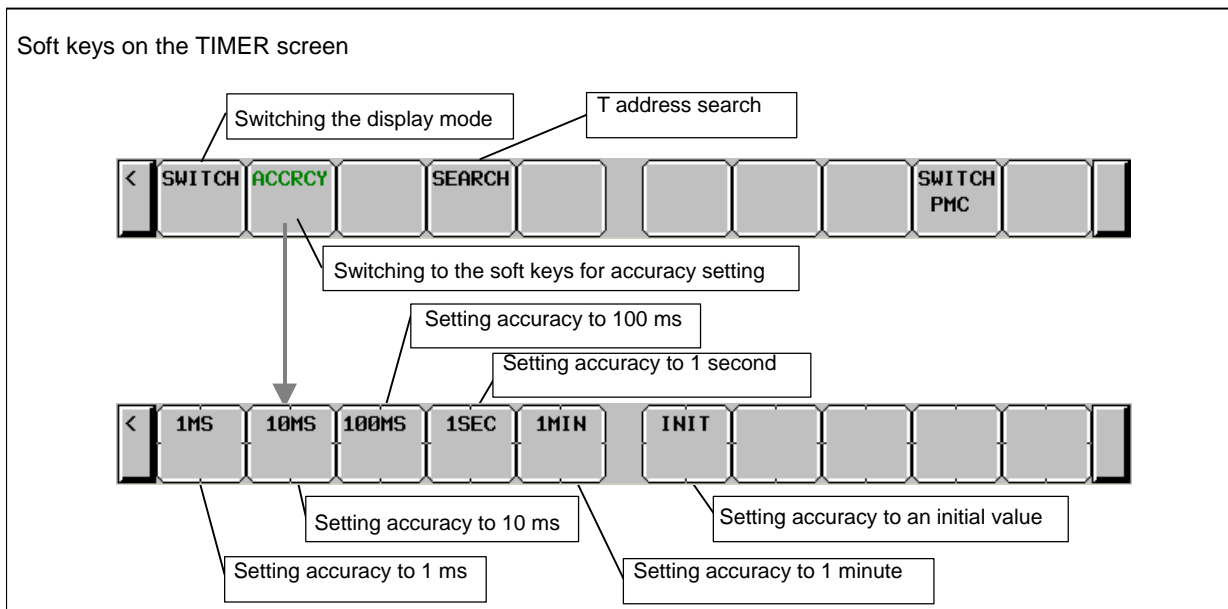 Soft keys on the TIMER screen
Switching the display mode
T address search
< SWITCH ACCRCY SEARCH SWITCH
PMC
Switching to the soft keys for accuracy setting
Setting accuracy to 100 ms
Setting accuracy to 1 second
< 1MS 10MS 100MS 1SEC 1MIN INIT
Setting accuracy to 10 ms
Setting accuracy to an initial value
Setting accuracy to 1 ms
Setting accuracy to 1 minute